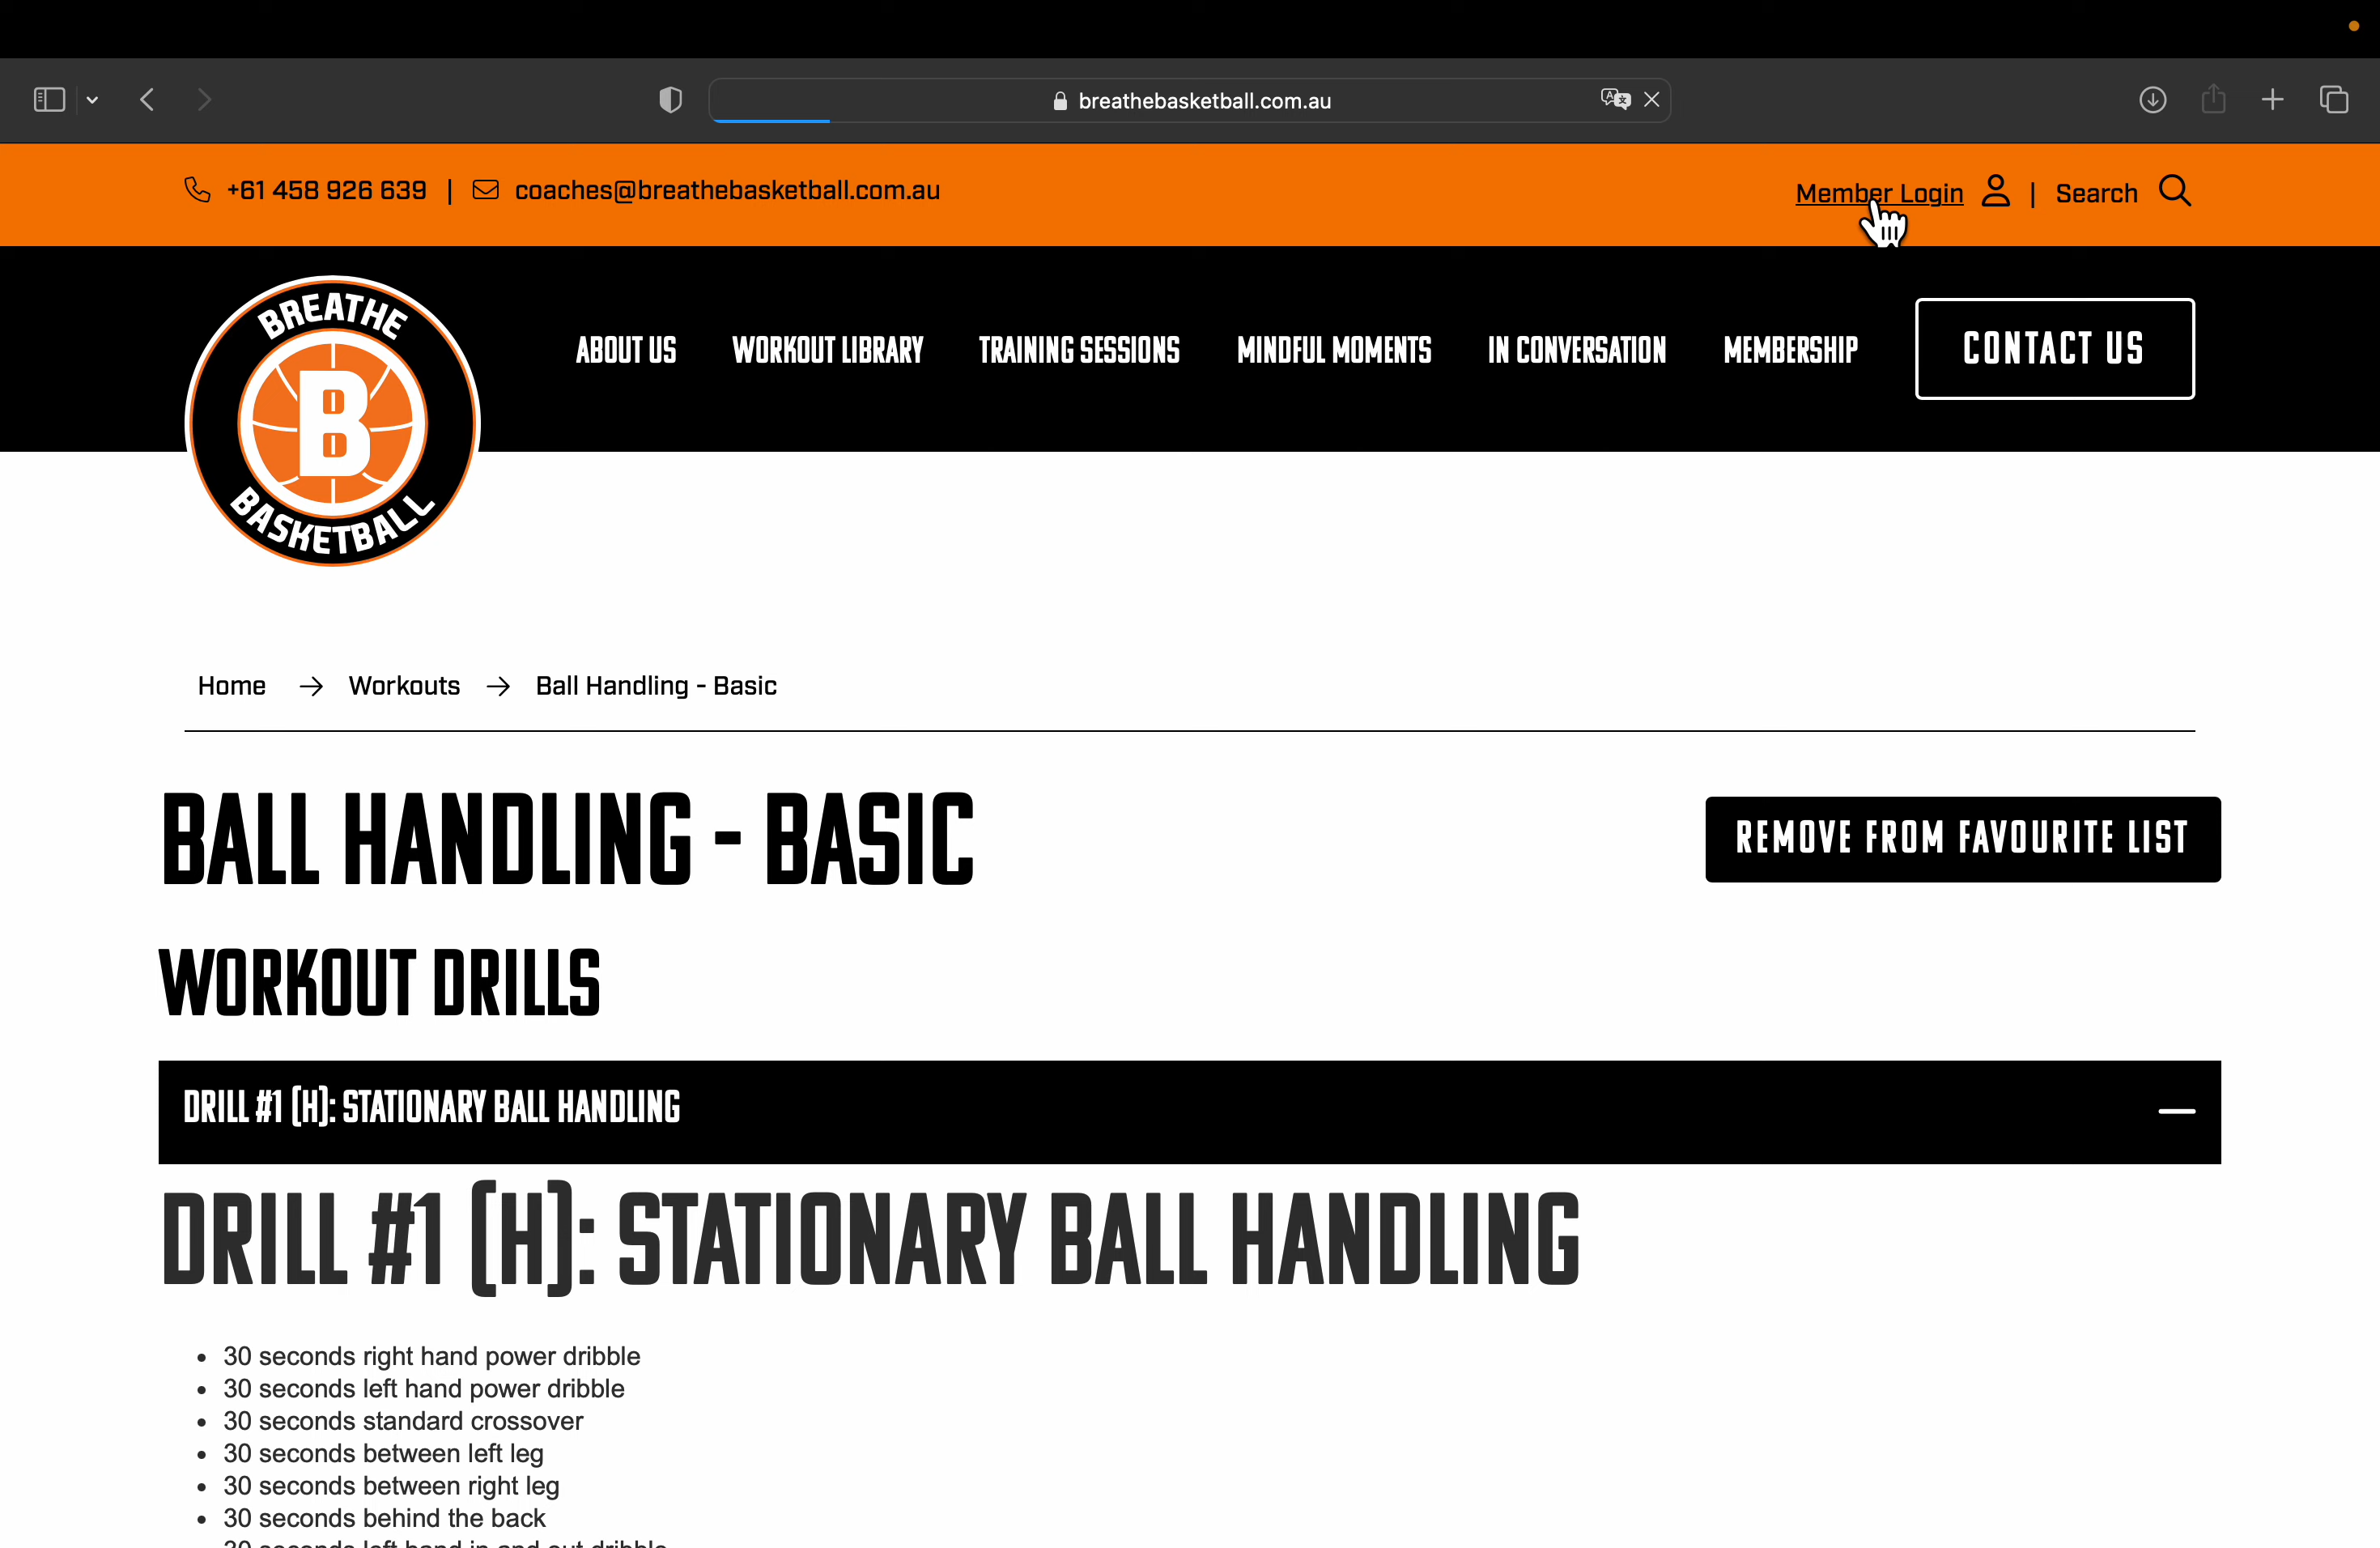 breathebasketball.com.au
+61 458 926 639 | coaches@breathebasketball.com.au
Member Login | Search
BREATHE
B
BASKETBALL
ABOUT US WORKOUT LIBRARY TRAINING SESSIONS MINDFUL MOMENTS IN CONVERSATION MEMBERSHIP CONTACT US
Home → Workouts → Ball Handling - Basic
BALL HANDLING - BASIC
REMOVE FROM FAVOURITE LIST
WORKOUT DRILLS
DRILL #1 (H): STATIONARY BALL HANDLING
DRILL #1 (H): STATIONARY BALL HANDLING
• 30 seconds right hand power dribble
• 30 seconds left hand power dribble
• 30 seconds standard crossover
• 30 seconds between left leg
• 30 seconds between right leg
• 30 seconds behind the back
30 seconds left hand in and out dribble